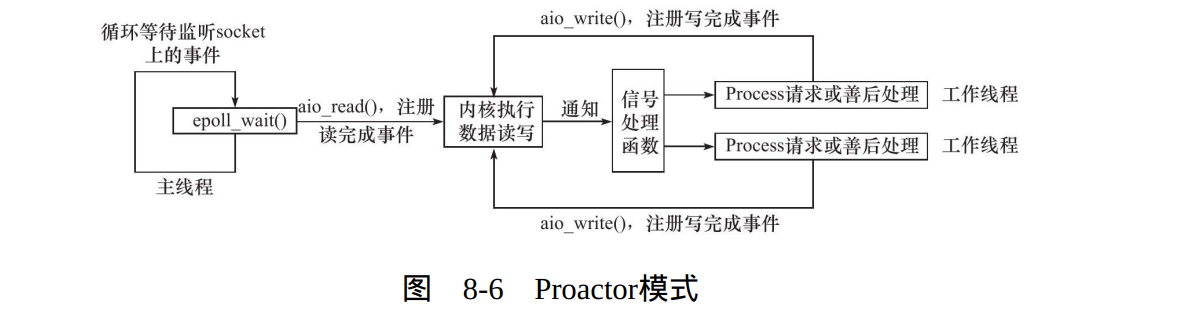 aio_write()，注册写完成事件
循环等待监听socket
上的事件
epoll_wait()
aio_read()，注册
读完成事件
主线程
内核执行
数据读写
通知
信号
处理
函数
Process请求或善后处理
工作线程
Process请求或善后处理
工作线程
aio_write()，注册写完成事件
图 8-6 Proactor模式